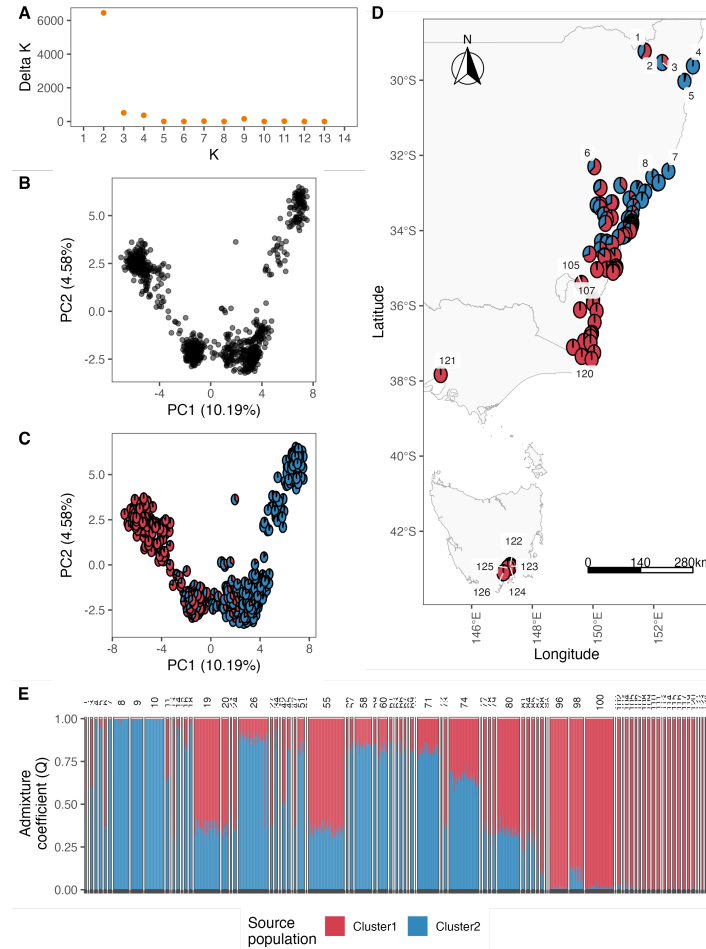 A
Delta K
6000
4000
2000
0
1 2 3 4 5 6 7 8 9 10 11 12 13 14
K
B
PC2 (4.58%)
5.0
2.5
0.0
-2.5
-4 0 4 8
PC1 (10.19%)
C
PC2 (4.58%)
5.0
2.5
0.0
-2.5
-8 -4 0 4 8
PC1 (10.19%)
D
N
Latitude
30°S
32°S
34°S
36°S
38°S
40°S
42°S
1
2
3
4
5
6
7
8
105
107
120
121
122
123
124
125
126
0 140 280km
146°E 148°E 150°E 152°E
Longitude
E
8 9 10 19 20 26 55 58 60 71 74 80 96 98 100
Admixture
coefficient (Q)
1.00
0.75
0.50
0.25
0.00
Source
population
Cluster1
Cluster2